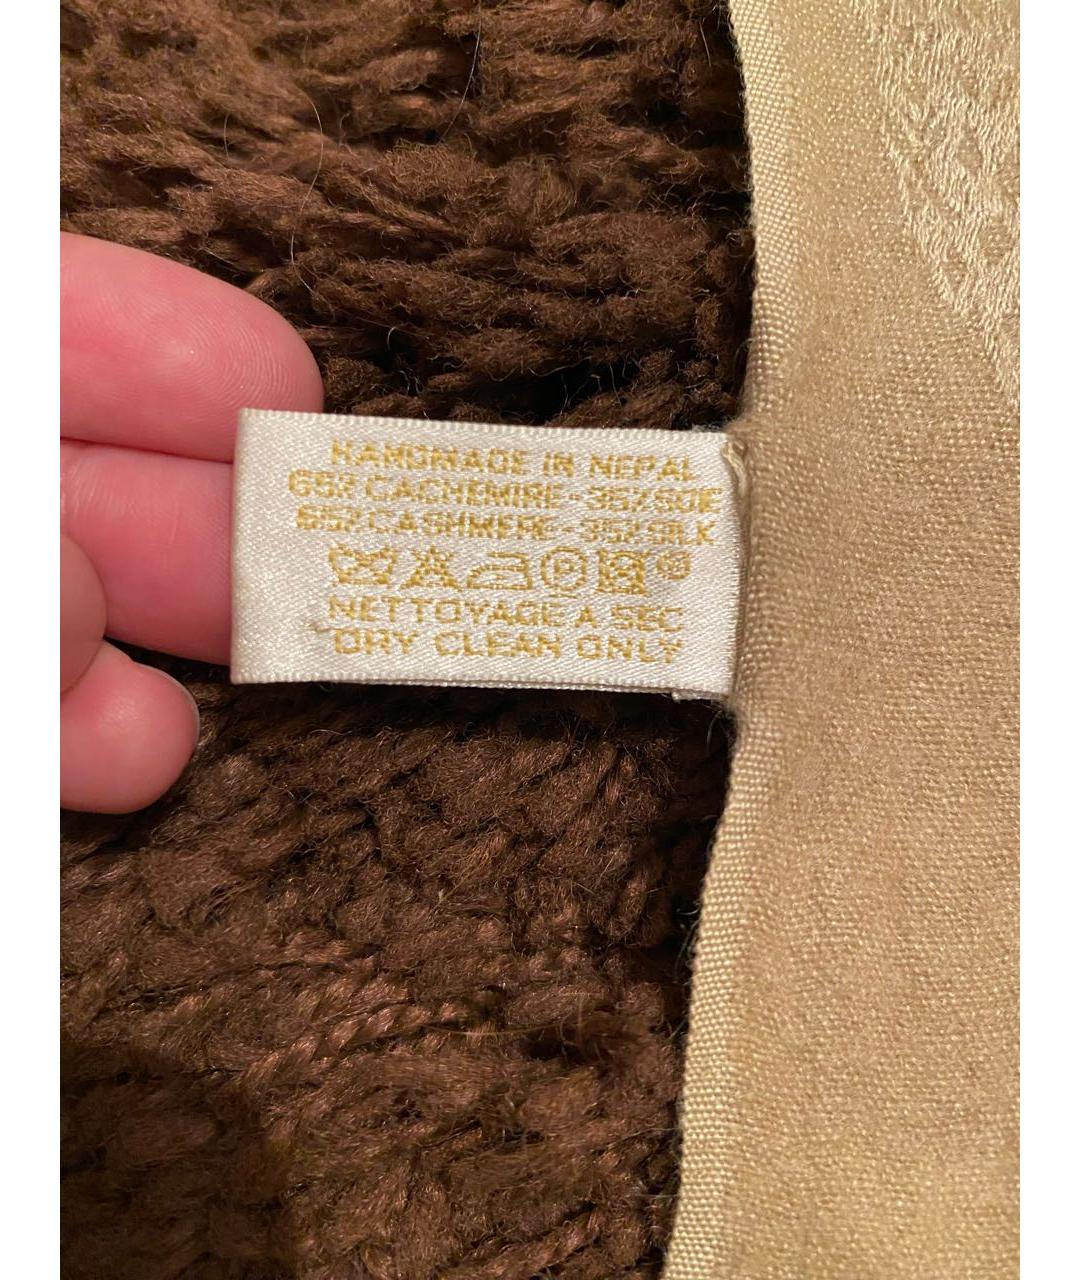 HANDMADE IN NEPAL
65% CACHEMIRE - 35% SOIE
65% CASHMERE - 35% SILK
P
NETTOYAGE A SEC
DRY CLEAN ONLY